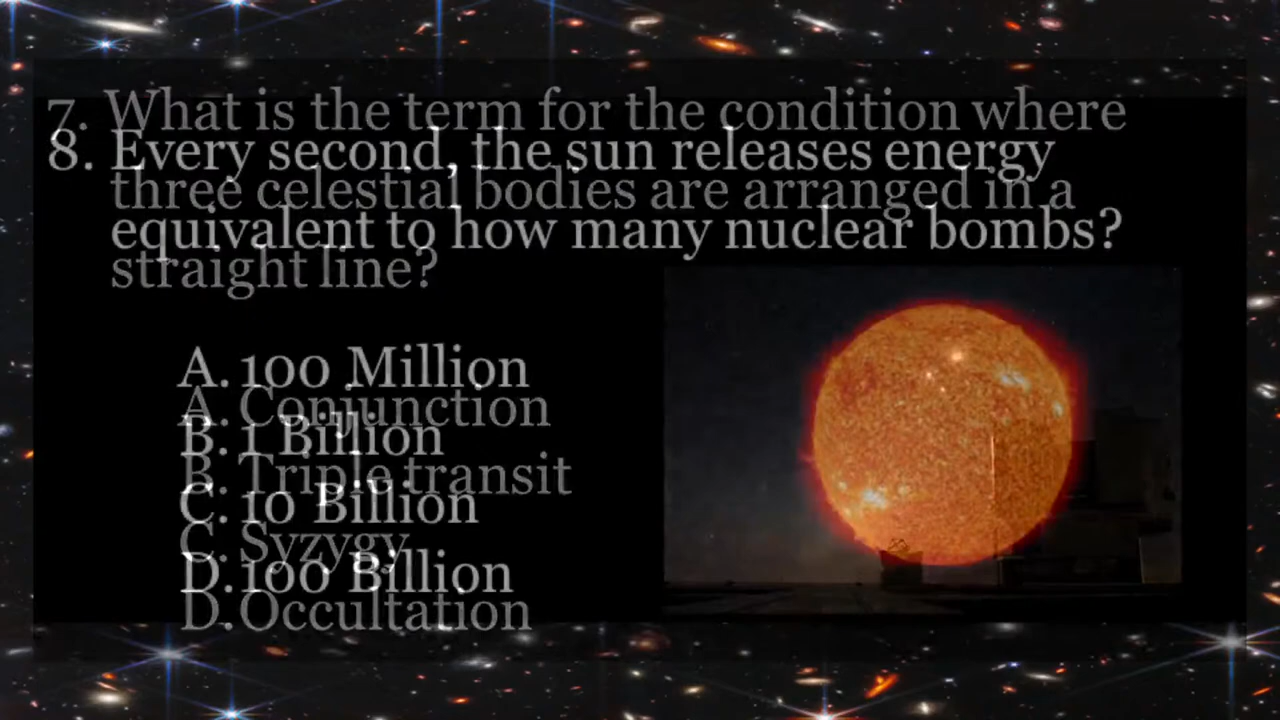 7. What is the term for the condition where
three celestial bodies are arranged in a
straight line?
A. Conjunction
B. Triple transit
C. Syzygy
D. Occultation
8. Every second, the sun releases energy
equivalent to how many nuclear bombs?
A. 100 Million
B. 1 Billion
C. 10 Billion
D. 100 Billion